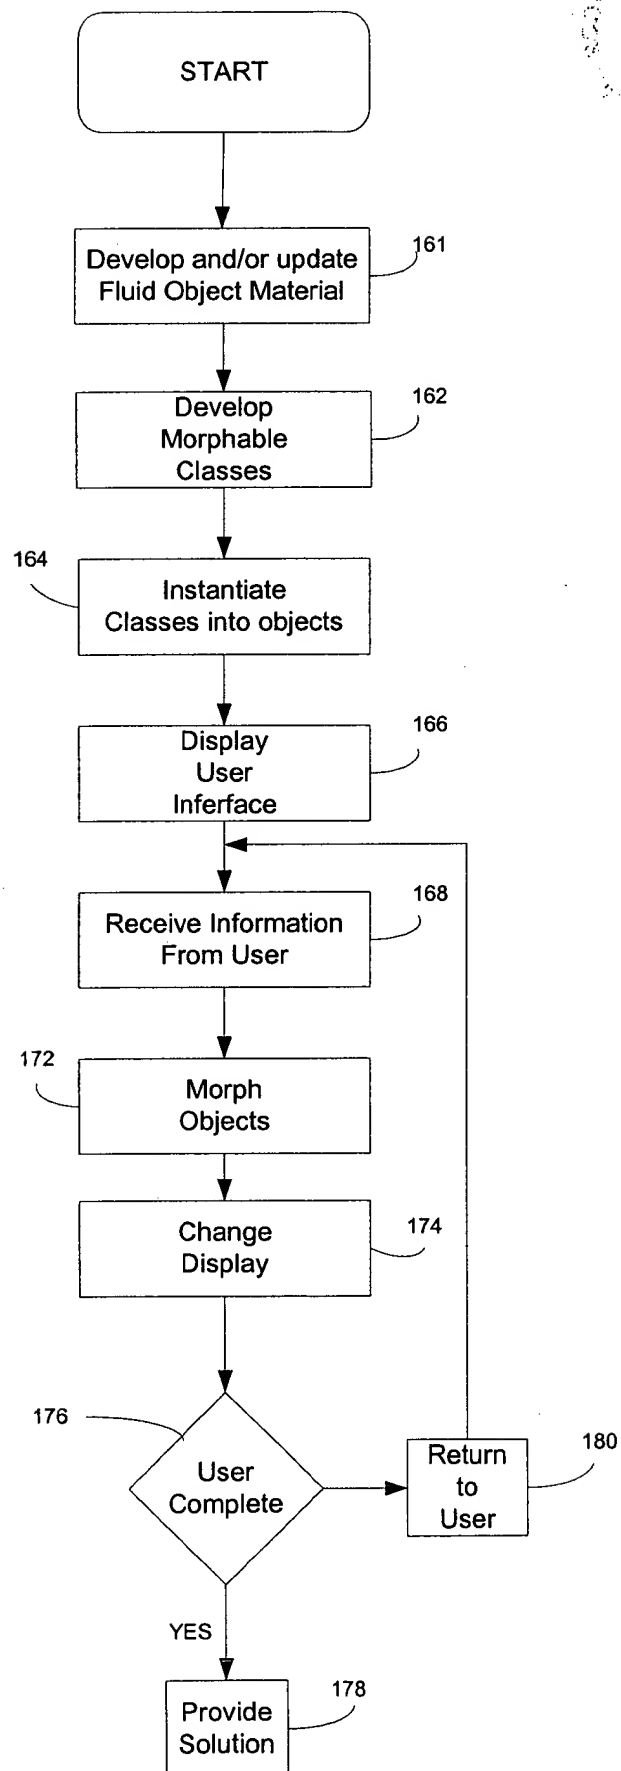 START
Develop and/or update
Fluid Object Material
161
Develop
Morphable
Classes
162
164
Instantiate
Classes into objects
Display
User
Inferface
166
Receive Information
From User
168
172
Morph
Objects
Change
Display
174
176
User
Complete
Return
to
User
180
YES
Provide
Solution
178